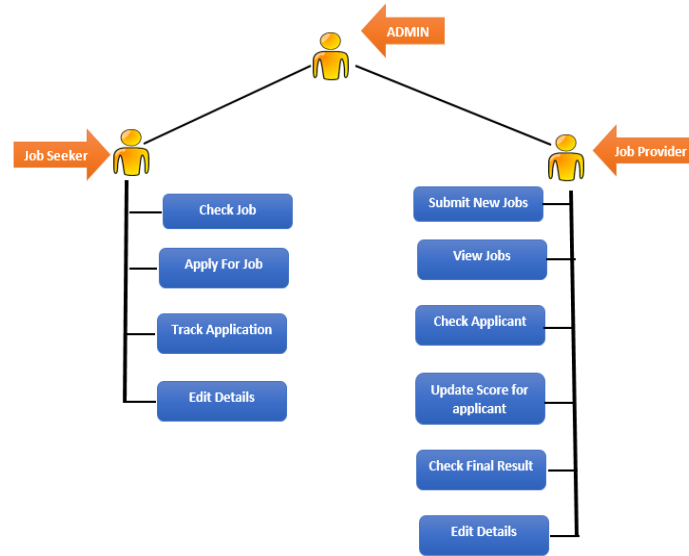 ADMIN
Job Seeker
Job Provider
Check Job
Apply For Job
Track Application
Edit Details
Submit New Jobs
View Jobs
Check Applicant
Update Score for
applicant
Check Final Result
Edit Details